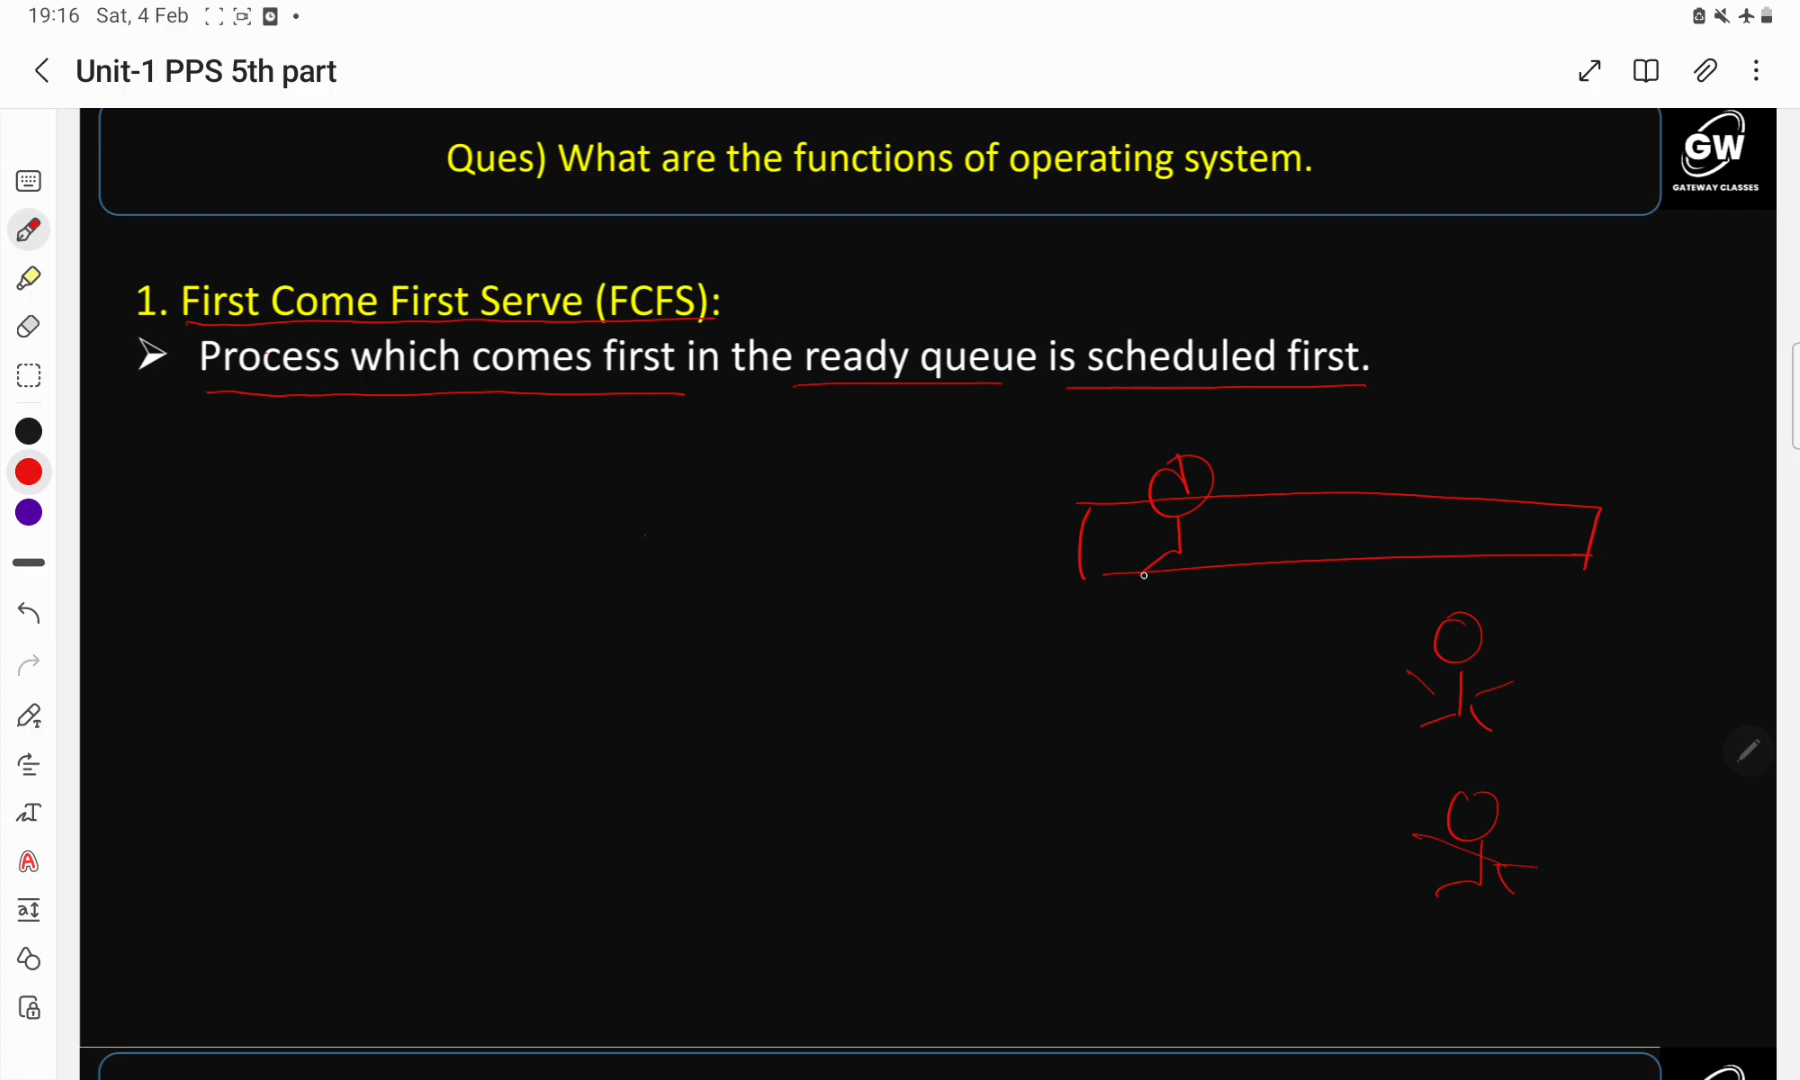 19:16 Sat, 4 Feb
Unit-1 PPS 5th part
Ques) What are the functions of operating system.
GW
GATEWAY CLASSES
1. First Come First Serve (FCFS):
➢ Process which comes first in the ready queue is scheduled first.